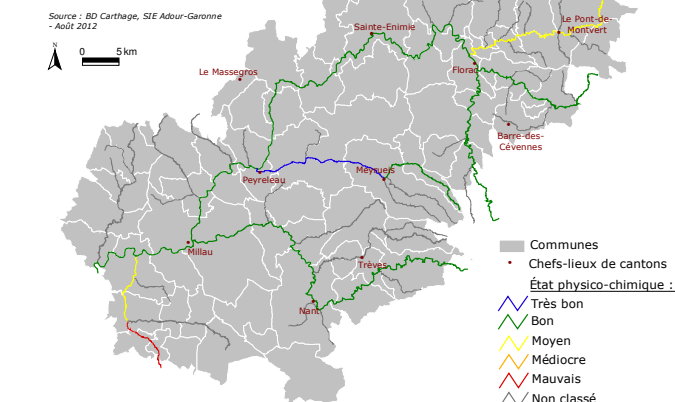 Source : BD Carthage, SIE Adour-Garonne
- Août 2012
N
0 5 km
Sainte-Enimie
Le Pont-de-
Montvert
Le Massegros
Florac
Barre-des-
Cévennes
Peyreleau
Meyrueis
Millau
Trèves
Nant
Communes
Chefs-lieux de cantons
État physico-chimique :
Très bon
Bon
Moyen
Médiocre
Mauvais
Non classé